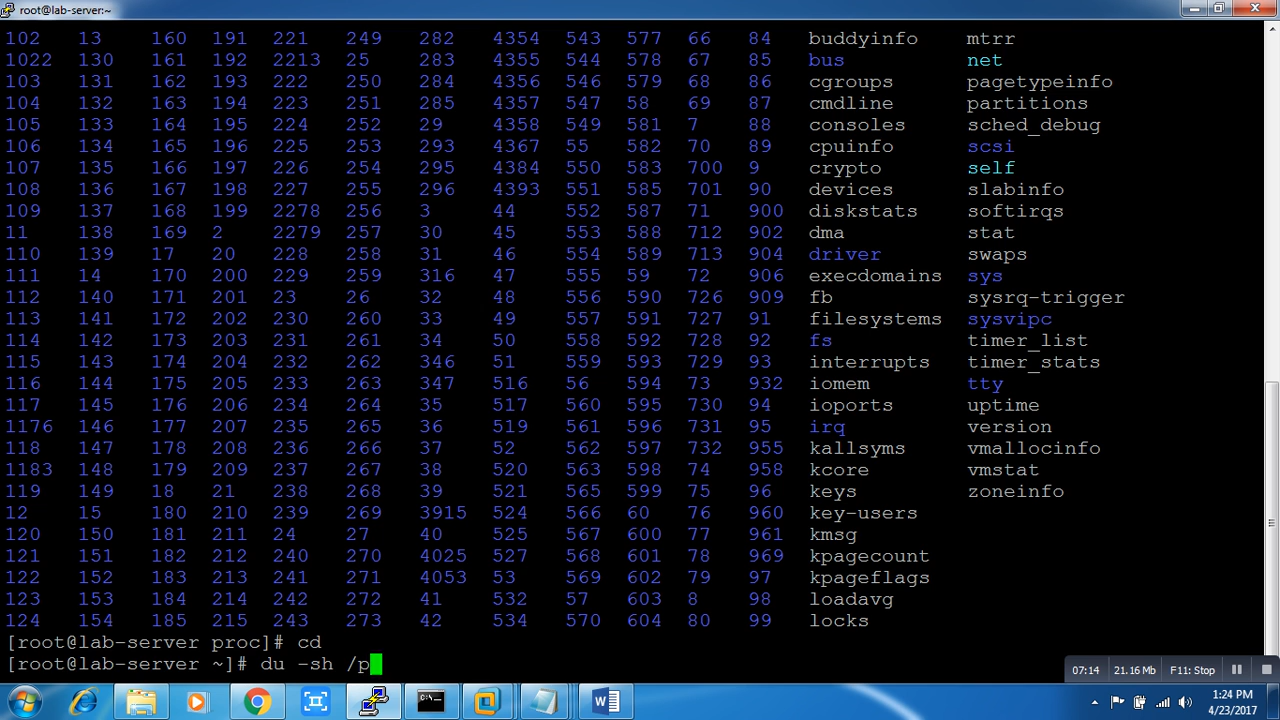 root@lab-server:~
102 13 160 191 221 249 282 4354 543 577 66 84 buddyinfo mtrr
1022 130 161 192 2213 25 283 4355 544 578 67 85 bus net
103 131 162 193 222 250 284 4356 546 579 68 86 cgroups pagetypeinfo
104 132 163 194 223 251 285 4357 547 58 69 87 cmdline partitions
105 133 164 195 224 252 29 4358 549 581 7 88 consoles sched_debug
106 134 165 196 225 253 293 4367 55 582 70 89 cpuinfo scsi
107 135 166 197 226 254 295 4384 550 583 700 9 crypto self
108 136 167 198 227 255 296 4393 551 585 701 90 devices slabinfo
109 137 168 199 2278 256 3 44 552 587 71 900 diskstats softirqs
11 138 169 2 2279 257 30 45 553 588 712 902 dma stat
110 139 17 20 228 258 31 46 554 589 713 904 driver swaps
111 14 170 200 229 259 316 47 555 59 72 906 execdomains sys
112 140 171 201 23 26 32 48 556 590 726 909 fb sysrq-trigger
113 141 172 202 230 260 33 49 557 591 727 91 filesystems sysvipc
114 142 173 203 231 261 34 50 558 592 728 92 fs timer_list
115 143 174 204 232 262 346 51 559 593 729 93 interrupts timer_stats
116 144 175 205 233 263 347 516 56 594 73 932 iomem tty
117 145 176 206 234 264 35 517 560 595 730 94 ioports uptime
1176 146 177 207 235 265 36 519 561 596 731 95 irq version
118 147 178 208 236 266 37 52 562 597 732 955 kallsyms vmallocinfo
1183 148 179 209 237 267 38 520 563 598 74 958 kcore vmstat
119 149 18 21 238 268 39 521 565 599 75 96 keys zoneinfo
12 15 180 210 239 269 3915 524 566 60 76 960 key-users
120 150 181 211 24 27 40 525 567 600 77 961 kmsg
121 151 182 212 240 270 4025 527 568 601 78 969 kpagecount
122 152 183 213 241 271 4053 53 569 602 79 97 kpageflags
123 153 184 214 242 272 41 532 57 603 8 98 loadavg
124 154 185 215 243 273 42 534 570 604 80 99 locks
[root@lab-server proc]# cd
[root@lab-server ~]# du -sh /p
07:14 21.16 Mb F11: Stop
1:24 PM
4/23/2017